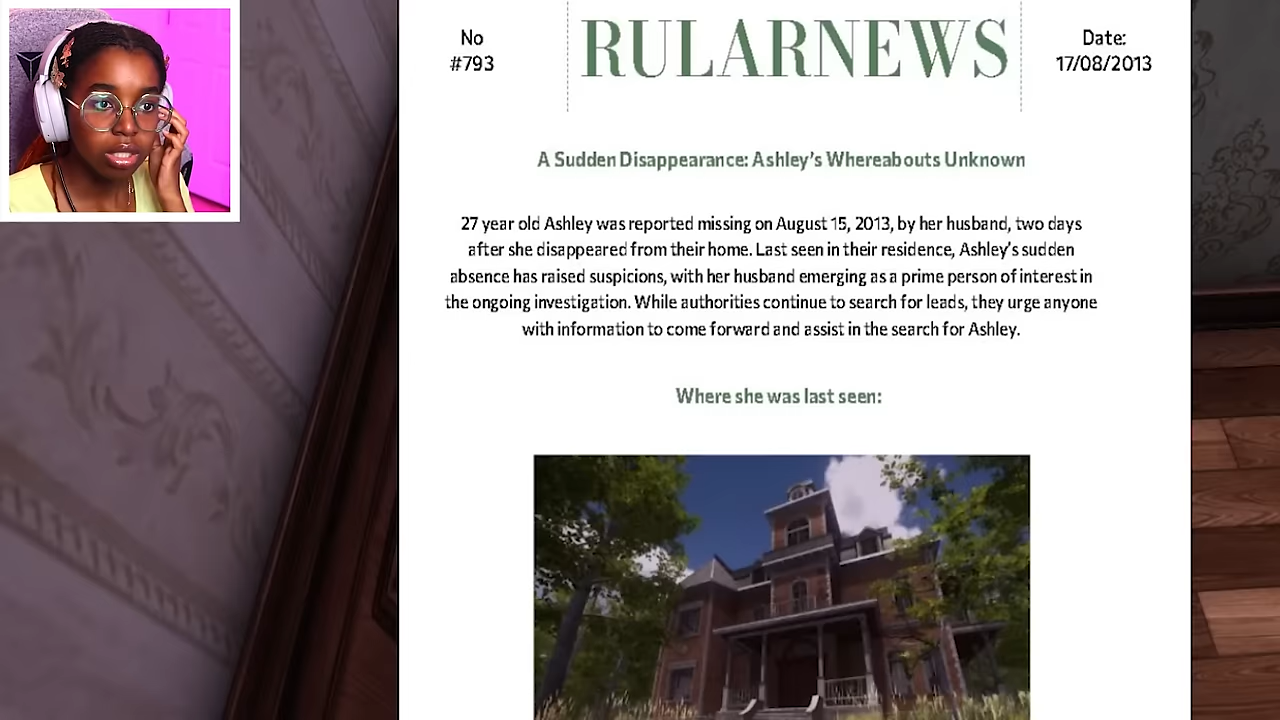 No
#793
RULARNEWS
Date:
17/08/2013
A Sudden Disappearance: Ashley's Whereabouts Unknown
27 year old Ashley was reported missing on August 15, 2013, by her husband, two days
after she disappeared from their home. Last seen in their residence, Ashley's sudden
absence has raised suspicions, with her husband emerging as a prime person of interest in
the ongoing investigation. While authorities continue to search for leads, they urge anyone
with information to come forward and assist in the search for Ashley.
Where she was last seen: